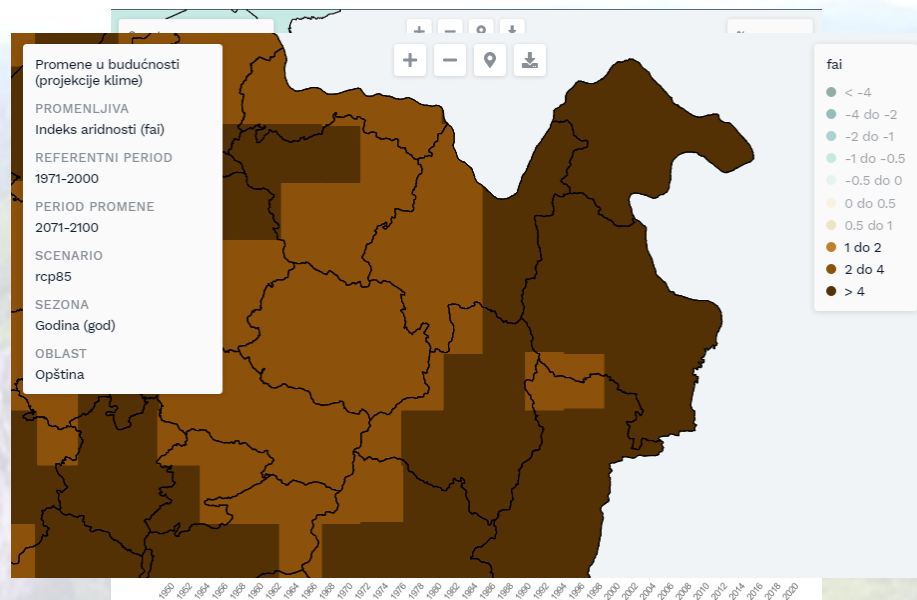 Promene u budućnosti
(projekcije klime)
PROMENLJIVA
Indeks aridnosti (fai)
REFERENTNI PERIOD
1971-2000
PERIOD PROMENE
2071-2100
SCENARIO
rcp85
SEZONA
Godina (god)
OBLAST
Opština
fai
< -4
-4 do -2
-2 do -1
-1 do -0.5
-0.5 do 0
0 do 0.5
0.5 do 1
1 do 2
2 do 4
> 4
1950 1952 1954 1956 1958 1960 1962 1964 1966 1968 1970 1972 1974 1976 1978 1980 1982 1984 1986 1988 1990 1992 1994 1996 1998 2000 2002 2004 2006 2008 2010 2012 2014 2016 2018 2020